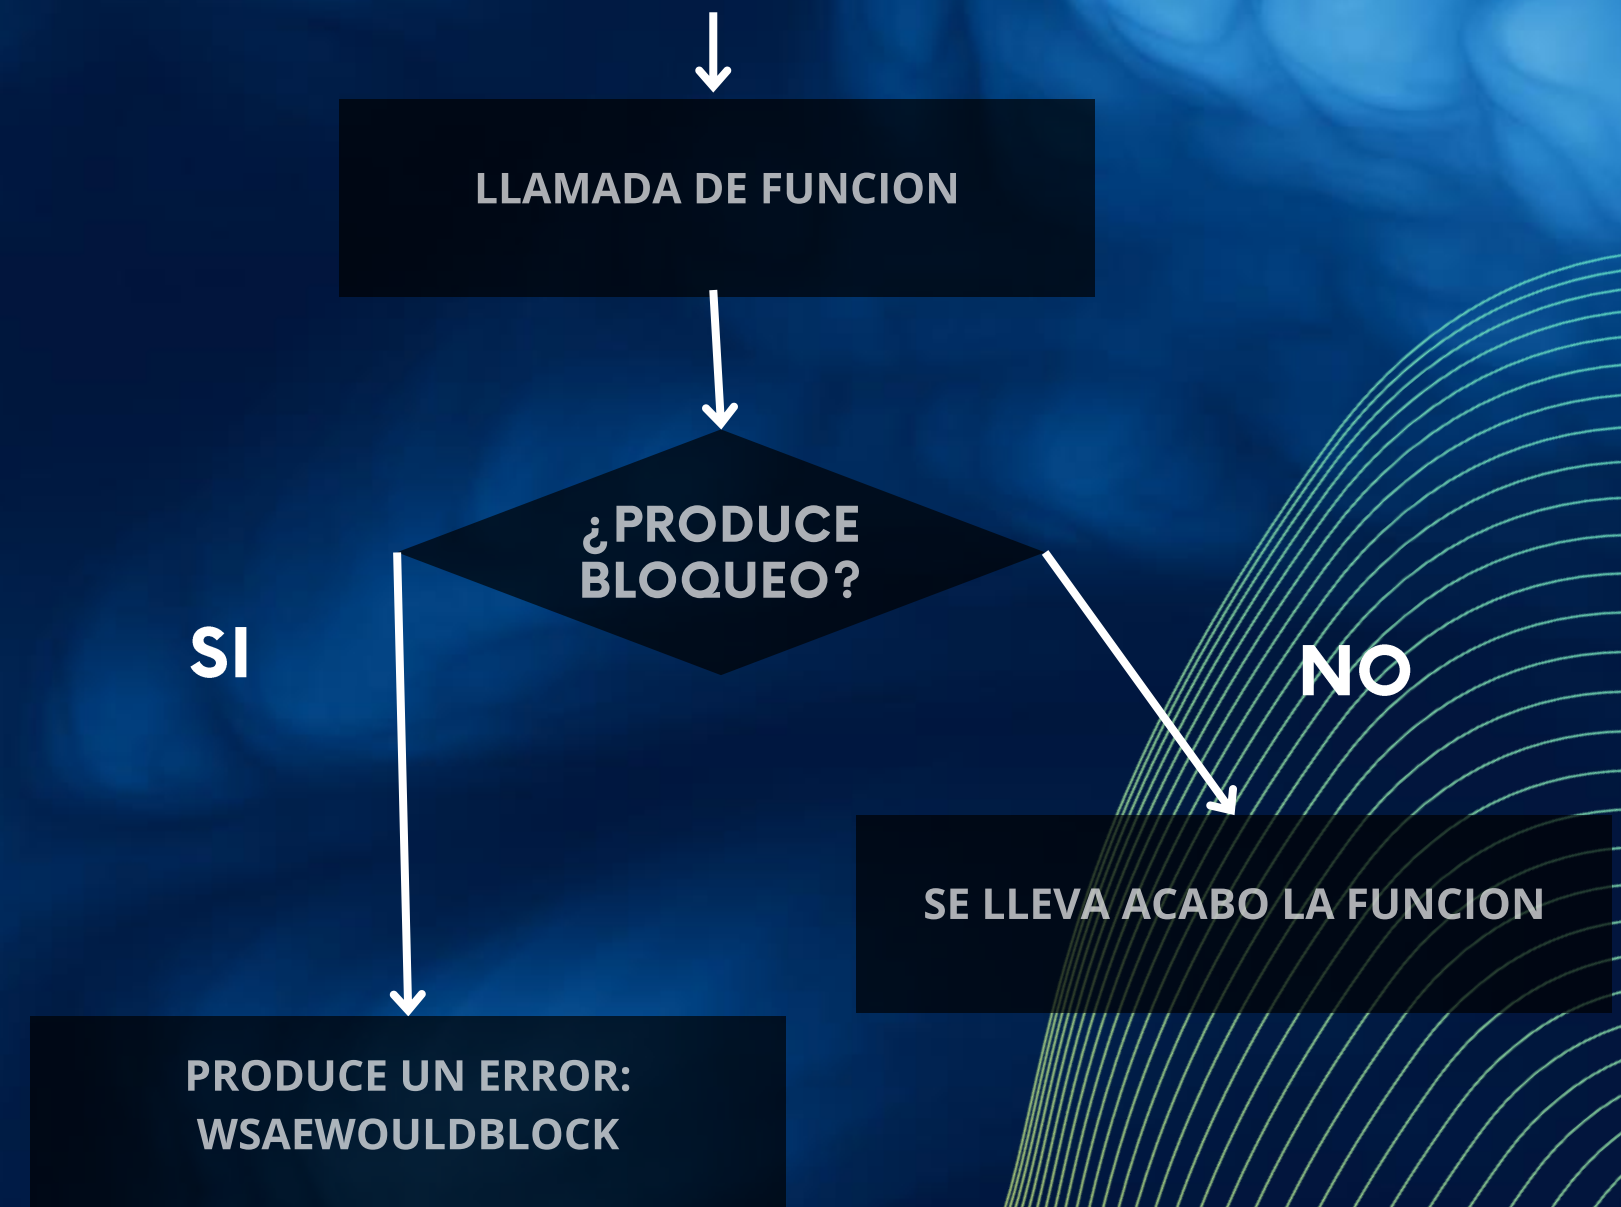 LLAMADA DE FUNCION
¿PRODUCE
BLOQUEO?
SI
NO
SE LLEVA ACABO LA FUNCION
PRODUCE UN ERROR:
WSAEWOULDBLOCK